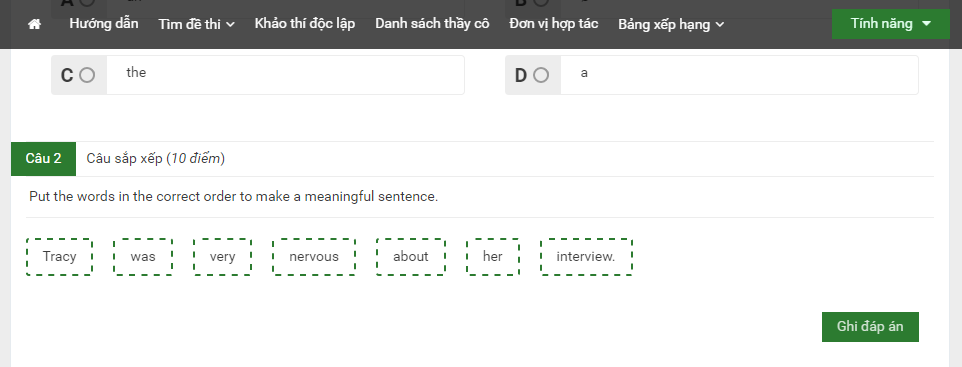 Hướng dẫn Tìm đề thi Khảo thí độc lập Danh sách thầy cô Đơn vị hợp tác Bảng xếp hạng Tính năng
C the D a
Câu 2 Câu sắp xếp (10 điểm)
Put the words in the correct order to make a meaningful sentence.
Tracy was very nervous about her interview.
Ghi đáp án